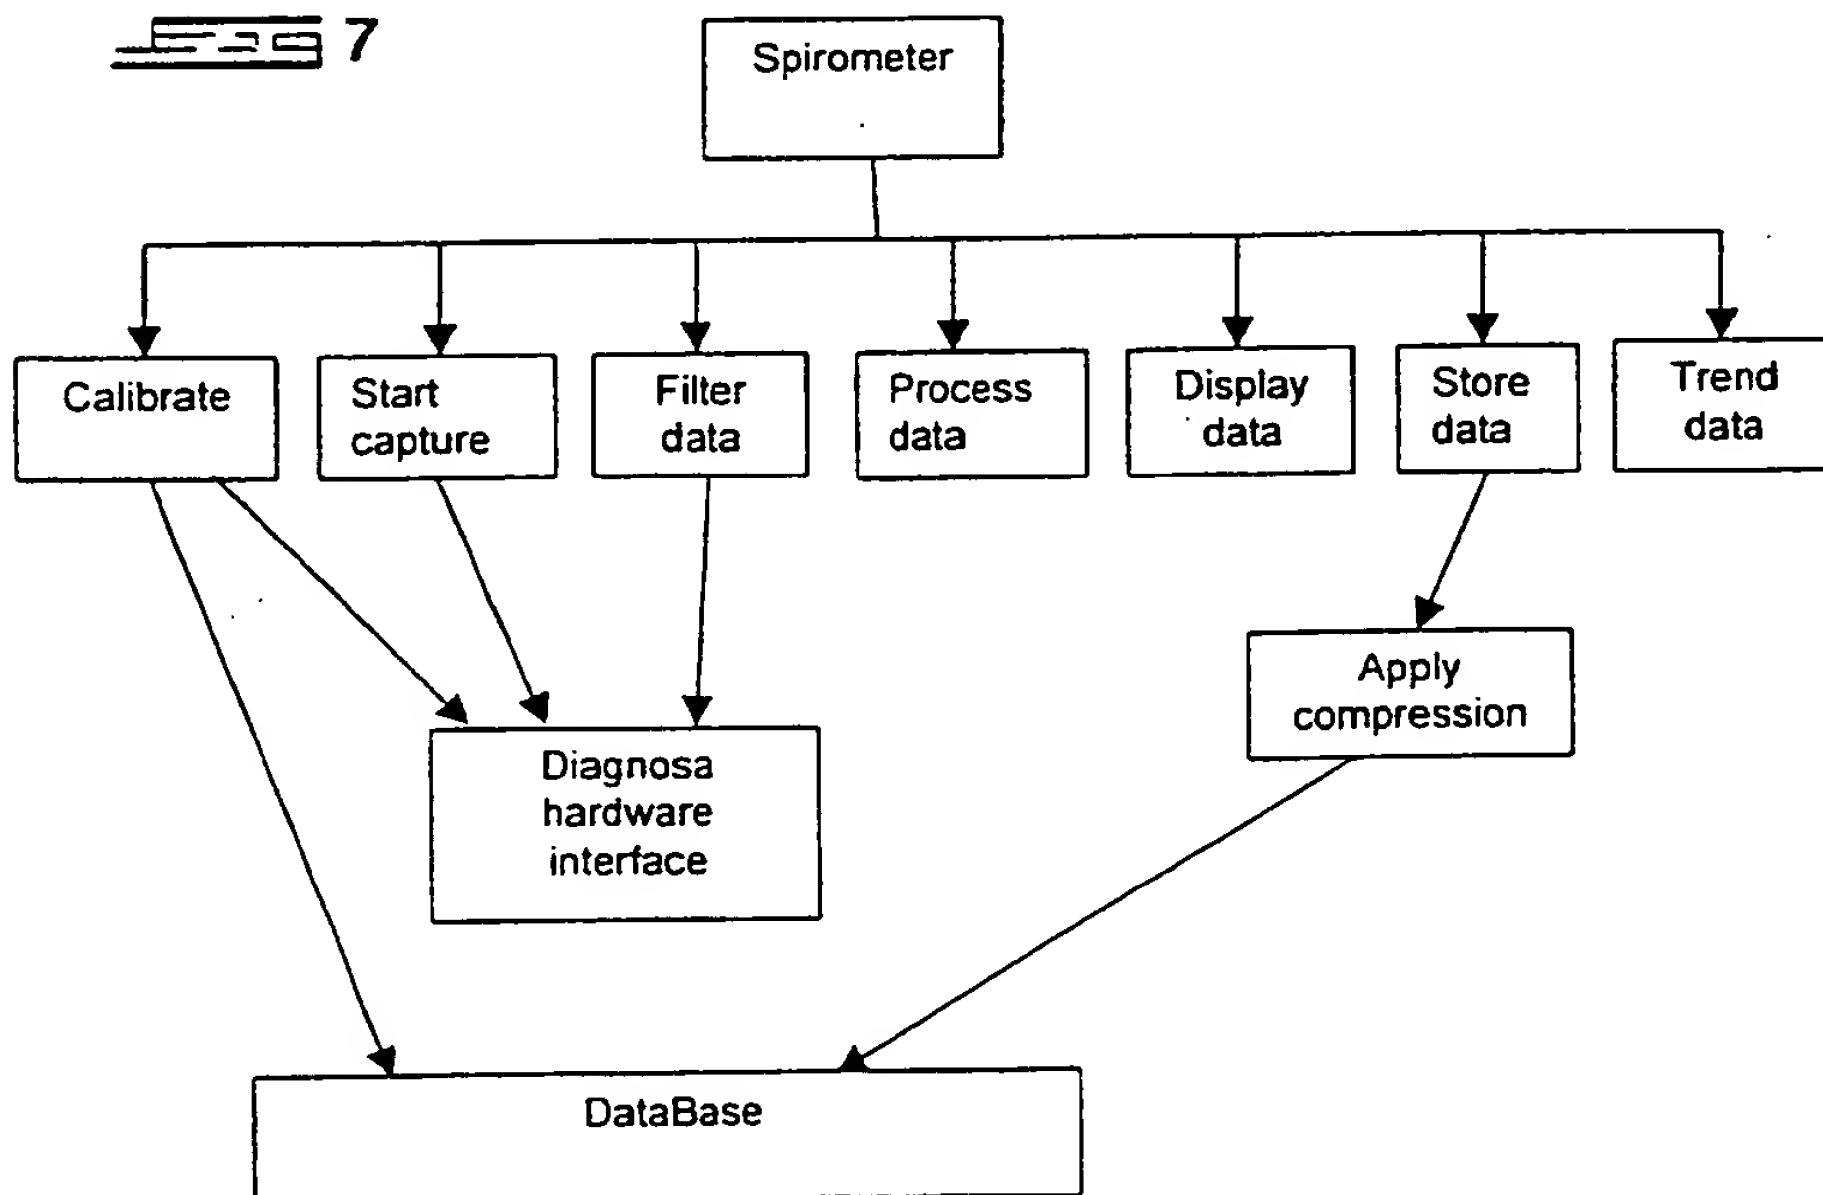 FIG 7
Spirometer
Calibrate
Start
capture
Filter
data
Process
data
Display
data
Store
data
Trend
data
Apply
compression
Diagnosa
hardware
interface
DataBase